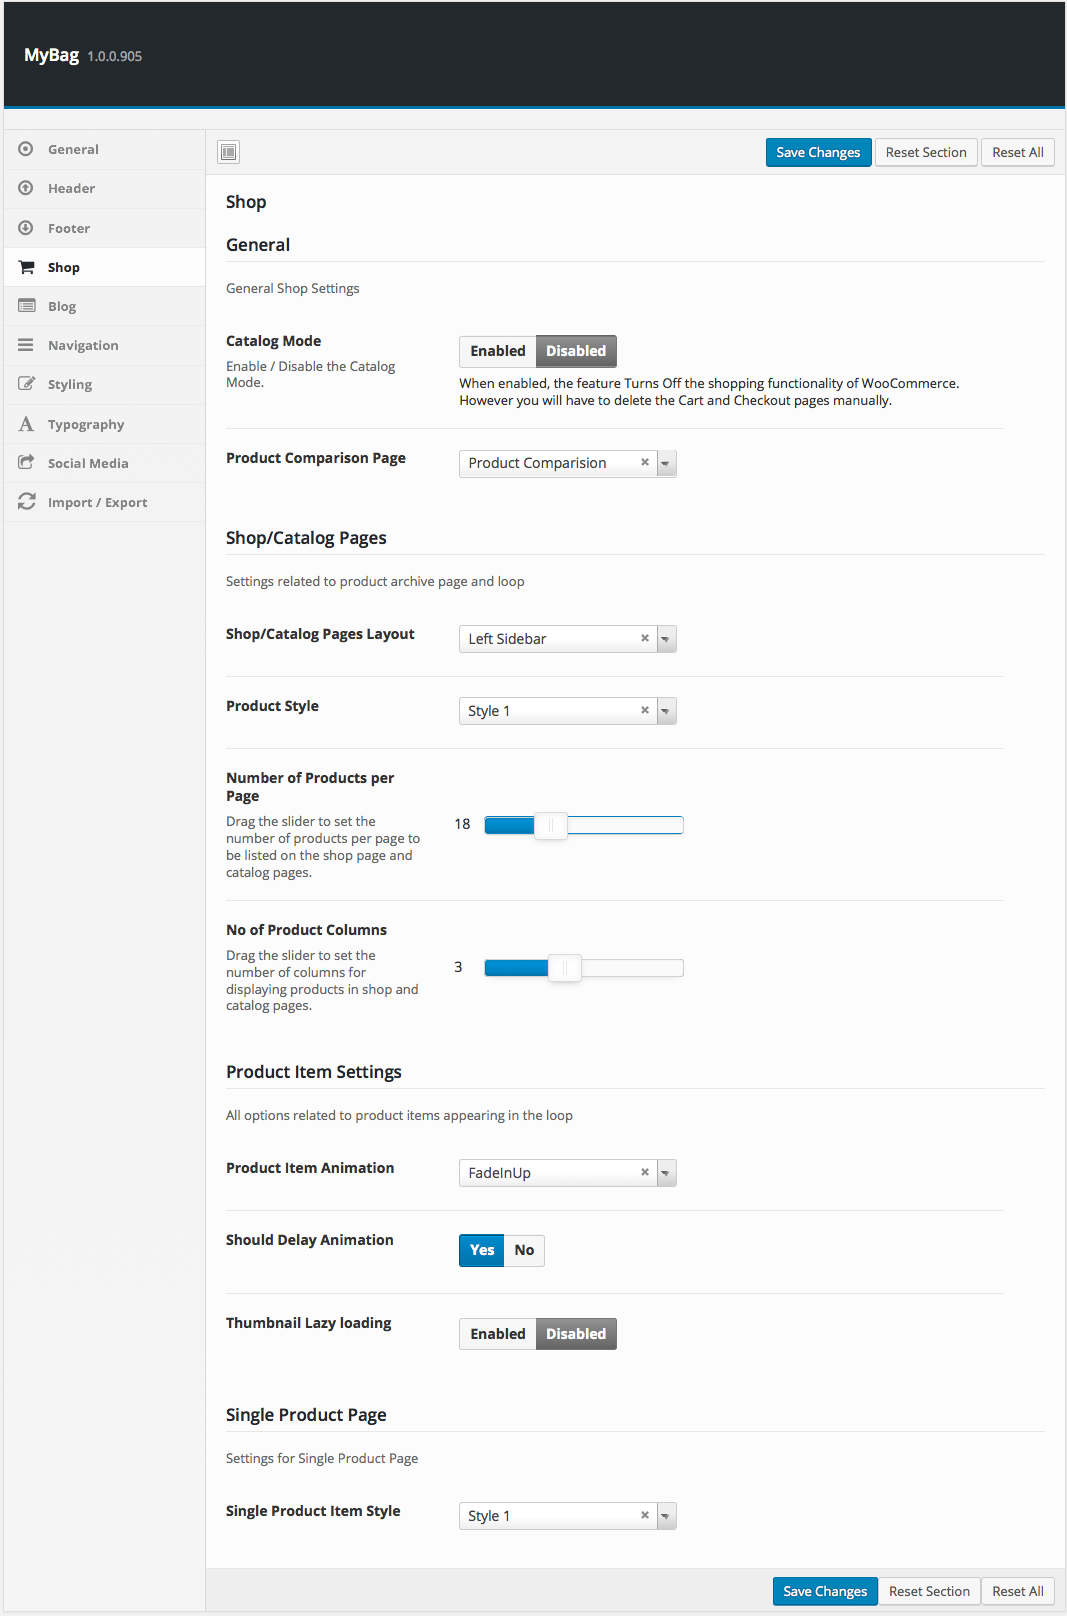 MyBag 1.0.0.905
General
Header
Footer
Shop
Blog
Navigation
Styling
Typography
Social Media
Import / Export
Save Changes Reset Section Reset All
Shop
General
General Shop Settings
Catalog Mode
Enable / Disable the Catalog
Mode.
Enabled Disabled
When enabled, the feature Turns Off the shopping functionality of WooCommerce.
However you will have to delete the Cart and Checkout pages manually.
Product Comparison Page
Product Comparision
Shop/Catalog Pages
Settings related to product archive page and loop
Shop/Catalog Pages Layout
Left Sidebar
Product Style
Style 1
Number of Products per
Page
Drag the slider to set the
number of products per page to
be listed on the shop page and
catalog pages.
18
No of Product Columns
Drag the slider to set the
number of columns for
displaying products in shop and
catalog pages.
3
Product Item Settings
All options related to product items appearing in the loop
Product Item Animation
FadeInUp
Should Delay Animation
Yes No
Thumbnail Lazy loading
Enabled Disabled
Single Product Page
Settings for Single Product Page
Single Product Item Style
Style 1
Save Changes Reset Section Reset All